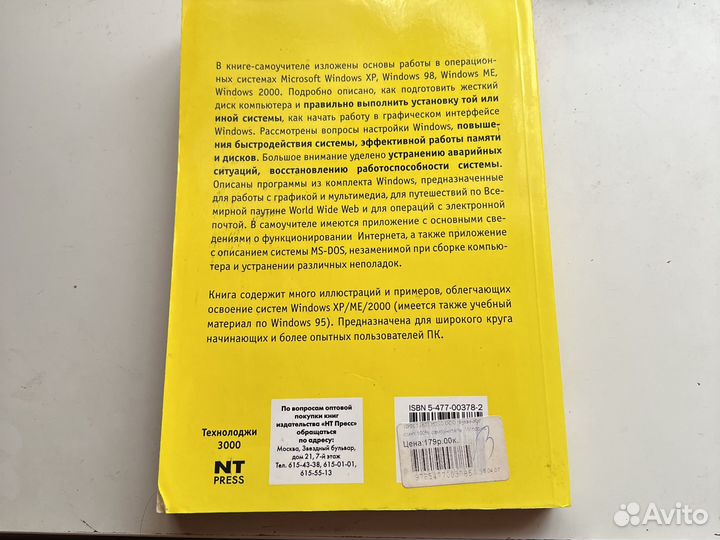 В книге-самоучителе изложены основы работы в операцион-
ных системах Microsoft Windows XP, Windows 98, Windows ME,
Windows 2000. Подробно описано, как подготовить жесткий
диск компьютера и правильно выполнить установку той или
иной системы, как начать работу в графическом интерфейсе
Windows. Рассмотрены вопросы настройки Windows, повыше-
ния быстродействия системы, эффективной работы памяти
и дисков. Большое внимание уделено устранению аварийных
ситуаций, восстановлению работоспособности системы.
Описаны программы из комплекта Windows, предназначенные
для работы с графикой и мультимедиа, для путешествий по Все-
мирной паутине World Wide Web и для операций с электронной
почтой. В самоучителе имеются приложение с основными све-
дениями о функционировании Интернета, а также приложение
с описанием системы MS-DOS, незаменимой при сборке компью-
тера и устранении различных неполадок.
Книга содержит много иллюстраций и примеров, облегчающих
освоение систем Windows XP/ME/2000 (имеется также учебный
материал по Windows 95). Предназначена для широкого круга
начинающих и более опытных пользователей ПК.
Технолоджи
3000
NT
PRESS
По вопросам оптовой
покупки книг
издательства «НТ Пресс»
обращаться
по адресу:
Москва, Звездный бульвар,
дом 21, 7-й этаж
Тел. 615-43-38, 615-01-01,
615-55-13
ISBN 5-477-00378-2
Цена:179р.00к.
Avito